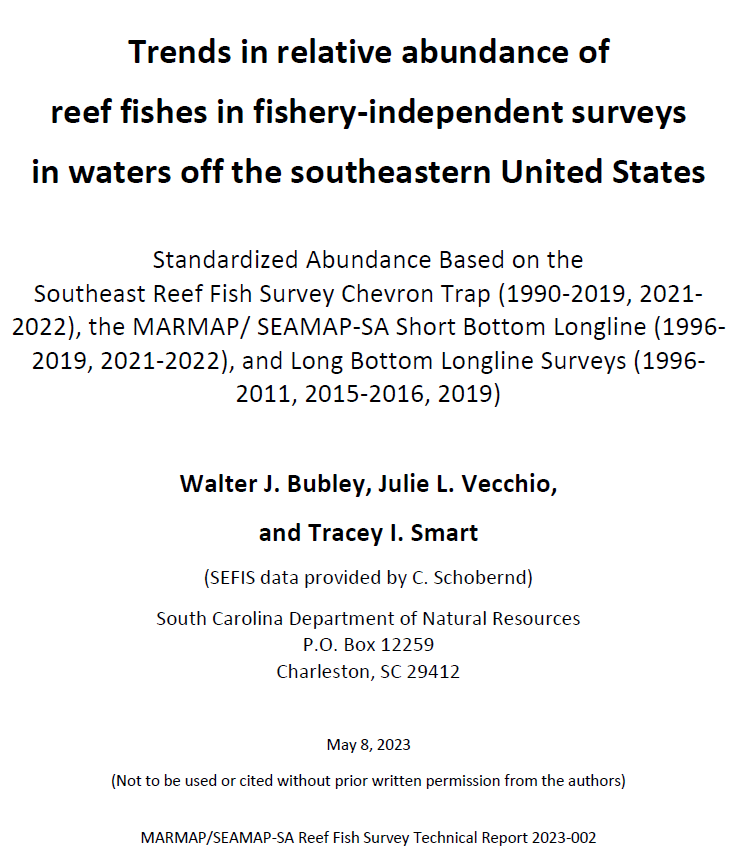 Trends in relative abundance of
reef fishes in fishery-independent surveys
in waters off the southeastern United States
Standardized Abundance Based on the
Southeast Reef Fish Survey Chevron Trap (1990-2019, 2021-
2022), the MARMAP/ SEAMAP-SA Short Bottom Longline (1996-
2019, 2021-2022), and Long Bottom Longline Surveys (1996-
2011, 2015-2016, 2019)
Walter J. Bubley, Julie L. Vecchio,
and Tracey I. Smart
(SEFIS data provided by C. Schobernd)
South Carolina Department of Natural Resources
P.O. Box 12259
Charleston, SC 29412
May 8, 2023
(Not to be used or cited without prior written permission from the authors)
MARMAP/SEAMAP-SA Reef Fish Survey Technical Report 2023-002